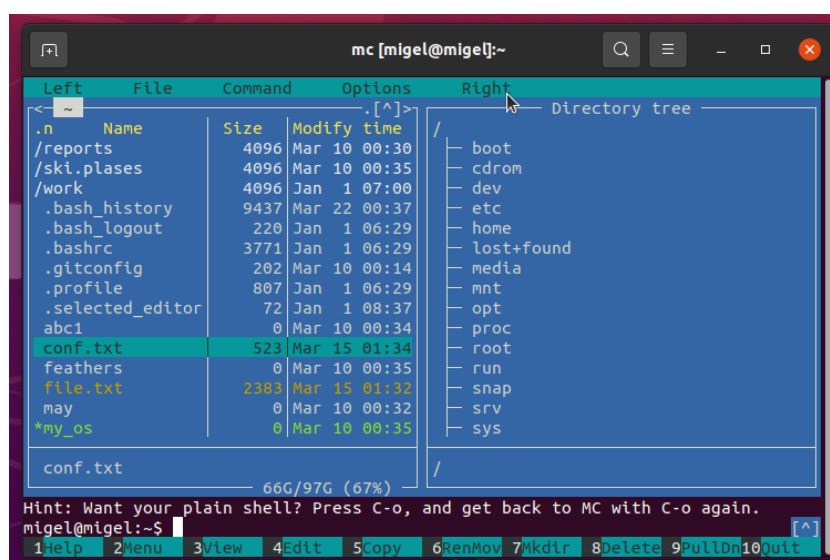 mc [migel@migel]:~
Left File Command Options Right
<- ~ .[^]> Directory tree
.n Name Size Modify time /
/reports 4096 Mar 10 00:30 boot
/ski.plases 4096 Mar 10 00:35 cdrom
/work 4096 Jan 1 07:00 dev
.bash_history 9437 Mar 22 00:37 etc
.bash_logout 220 Jan 1 06:29 home
.bashrc 3771 Jan 1 06:29 lost+found
.gitconfig 202 Mar 10 00:14 media
.profile 807 Jan 1 06:29 mnt
.selected_editor 72 Jan 1 08:37 opt
abc1 0 Mar 10 00:34 proc
conf.txt 523 Mar 15 01:34 root
feathers 0 Mar 10 00:35 run
file.txt 2383 Mar 15 01:32 snap
may 0 Mar 10 00:32 srv
*my_os 0 Mar 10 00:35 sys
conf.txt /
66G/97G (67%)
Hint: Want your plain shell? Press C-o, and get back to MC with C-o again.
migel@migel:~$ [^]
1Help 2Menu 3View 4Edit 5Copy 6RenMov 7Mkdir 8Delete 9PullDn 10Quit